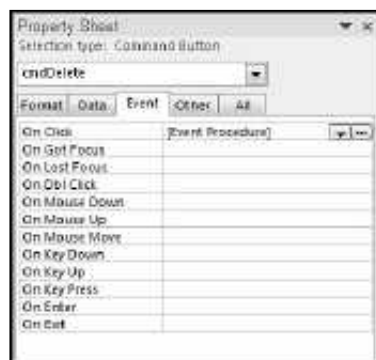 Property Sheet
Selection type: Command Button
cmdDelete
Format Data Event Other All
On Click [Event Procedure]
On Got Focus
On Lost Focus
On Dbl Click
On Mouse Down
On Mouse Up
On Mouse Move
On Key Down
On Key Up
On Key Press
On Enter
On Exit